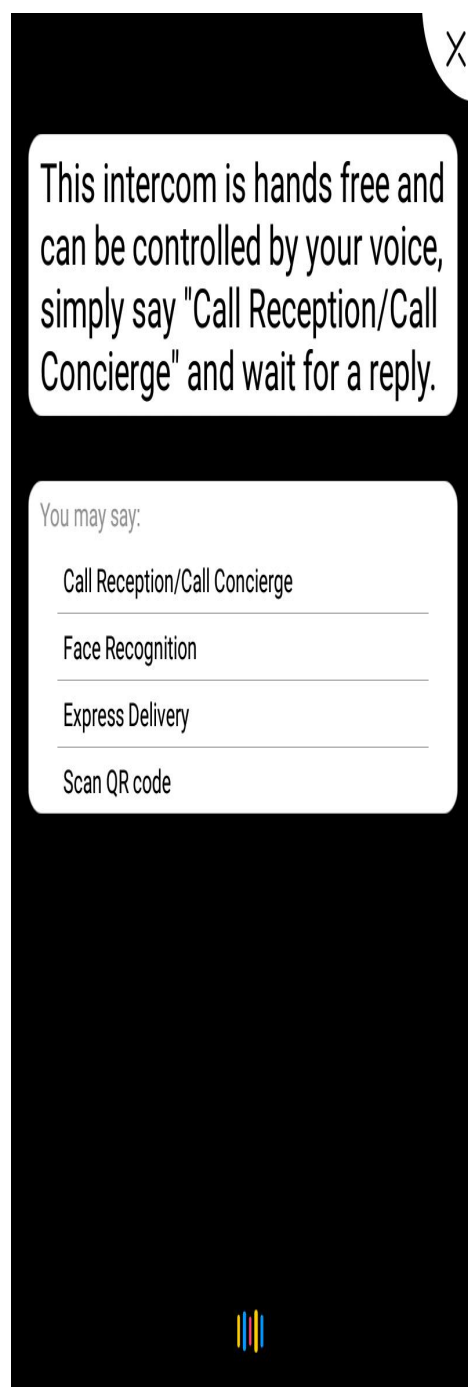 This intercom is hands free and
can be controlled by your voice,
simply say "Call Reception/Call
Concierge" and wait for a reply.
You may say:
Call Reception/Call Concierge
Face Recognition
Express Delivery
Scan QR code